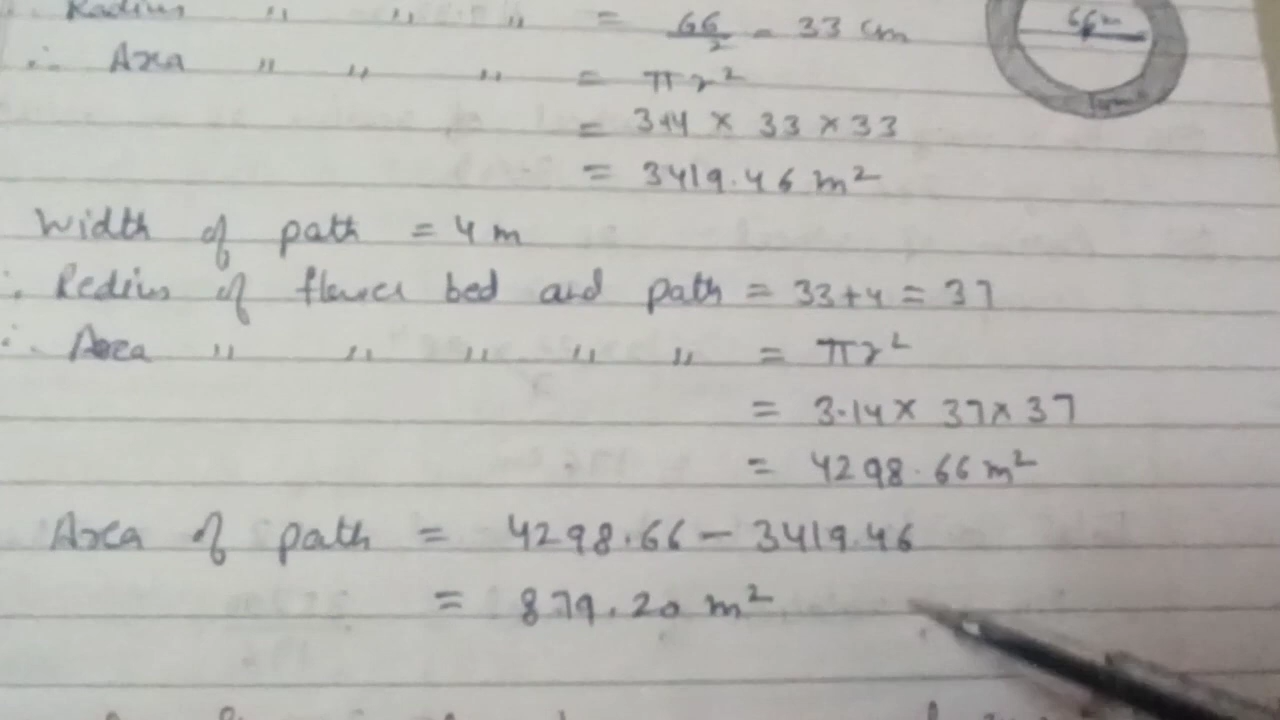 Radius " " " = 66/2 = 33 cm
66m
∴ Area " " " = πr²
= 3.14 × 33 × 33
= 3419.46 m²
Width of path = 4 m
∴ Radius of flower bed and path = 33+4 = 37
∴ Area " " " " " = πr²
= 3.14 × 37 × 37
= 4298.66 m²
Area of path = 4298.66 - 3419.46
= 879.20 m²